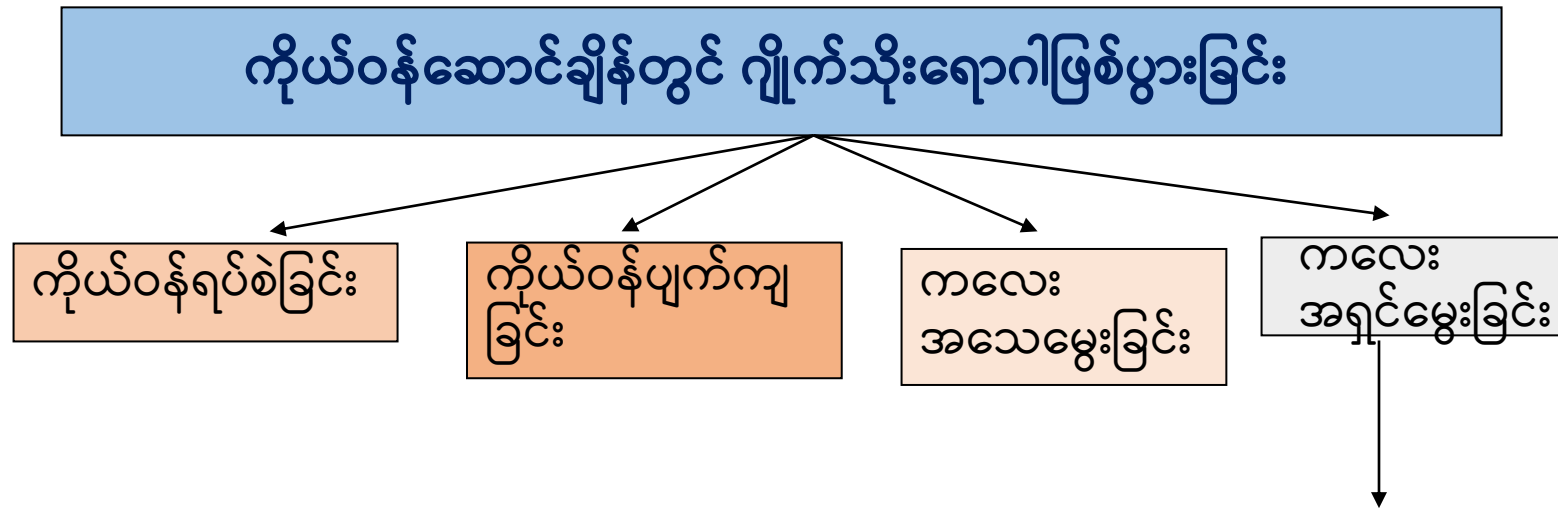 ကိုယ်ဝန်ဆောင်ချိန်တွင် ဂျိုက်သိုးရောဂါဖြစ်ပွားခြင်း
ကိုယ်ဝန်ရပ်စဲခြင်း
ကိုယ်ဝန်ပျက်ကျ
ခြင်း
ကလေး
အသေမွေးခြင်း
ကလေး
အရှင်မွေးခြင်း